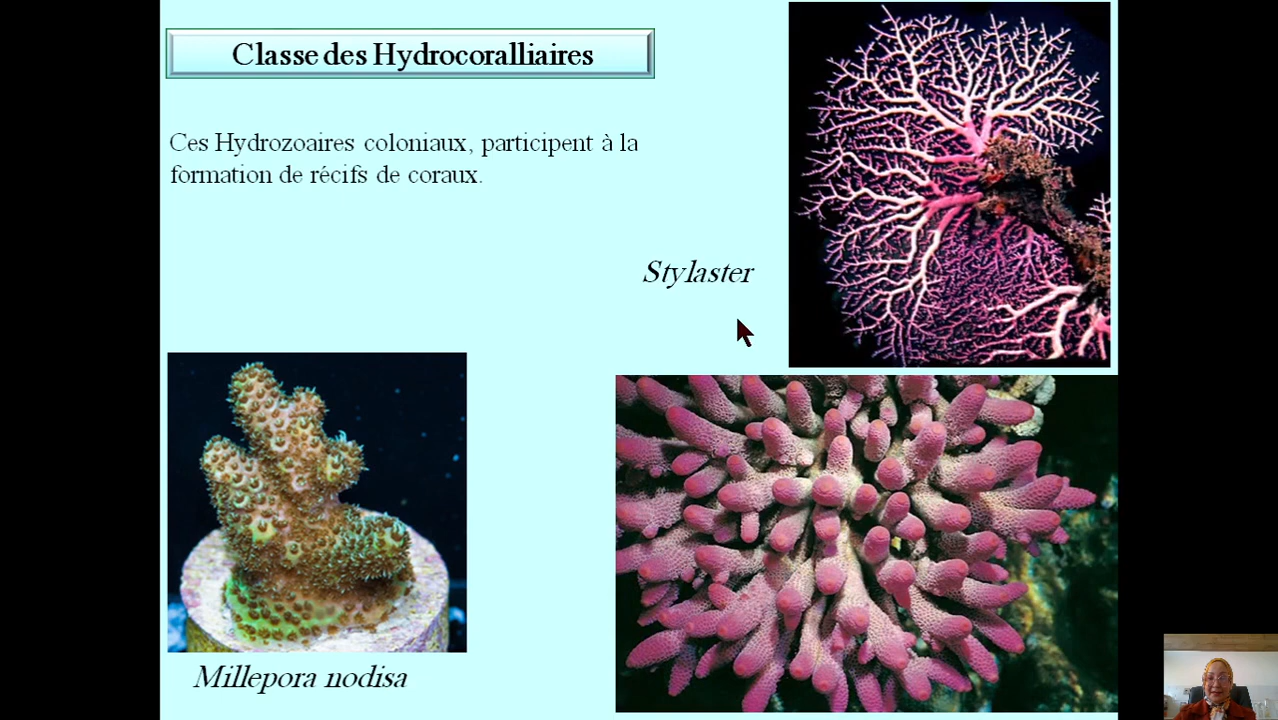 Classe des Hydrocoralliaires
Ces Hydrozoaires coloniaux, participent à la
formation de récifs de coraux.
Stylaster
Millepora nodisa